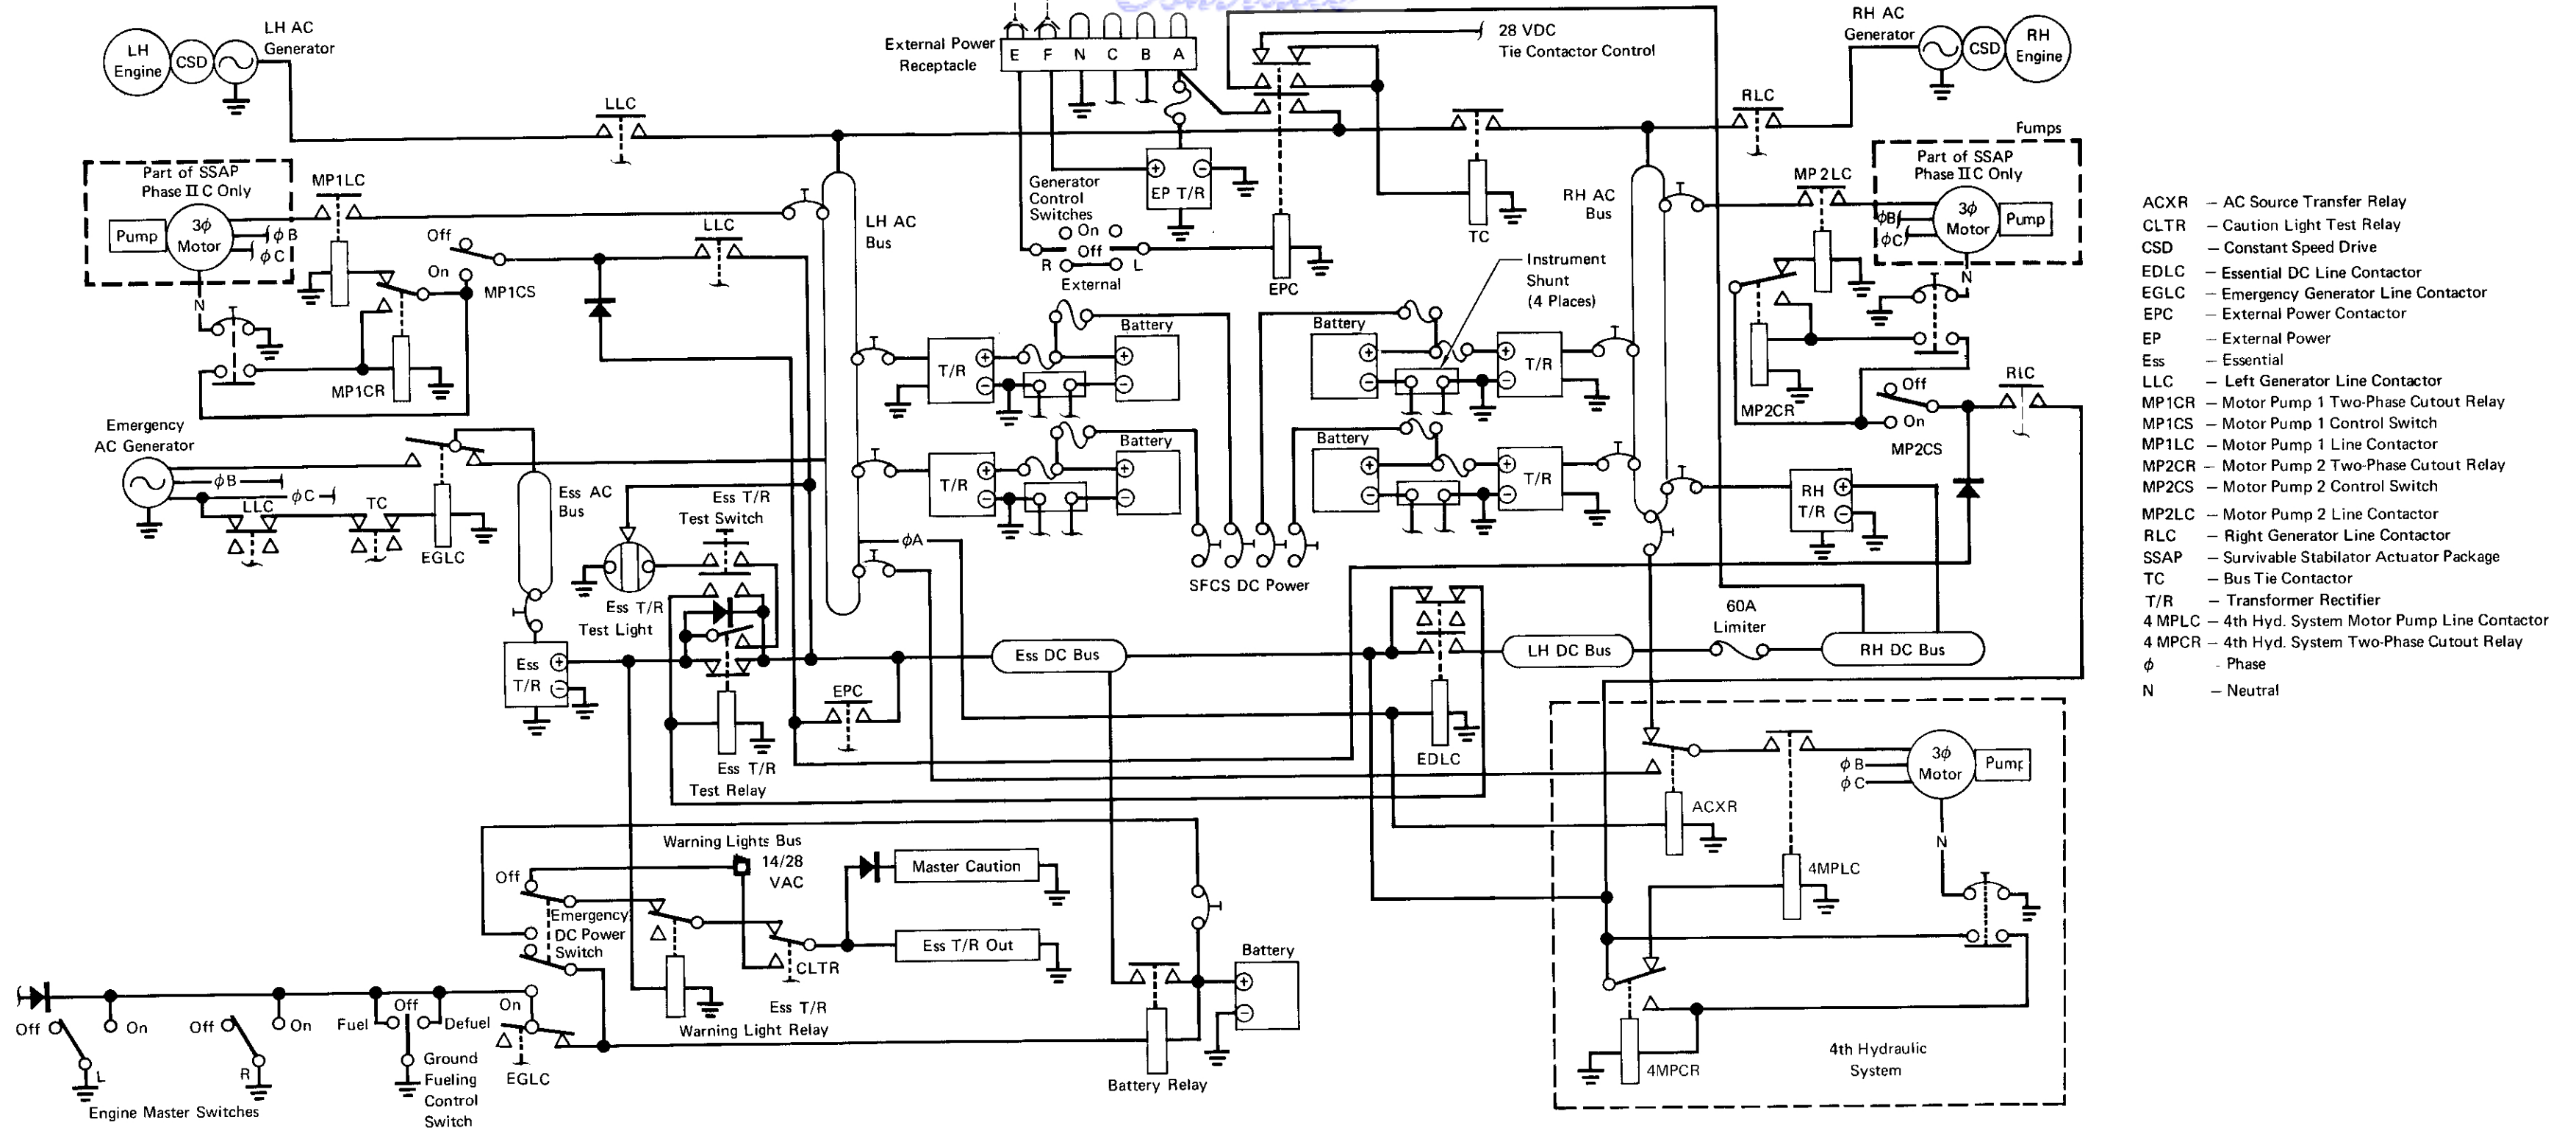 LH AC
Generator
LH
Engine
CSD
External Power
Receptacle
E F N C B A
28 VDC
Tie Contactor Control
RH AC
Generator
CSD
RH
Engine
LLC
RLC
Fumps
Part of SSAP
Phase II C Only
MP1LC
Pump
3ϕ
Motor
ϕ B
ϕ C
N
Off
On
MP1CS
LLC
LH AC
Bus
EP T/R
Generator
Control
Switches
On
Off
R
L
External
EPC
TC
RH AC
Bus
Instrument
Shunt
(4 Places)
MP2LC
Part of SSAP
Phase II C Only
ϕB
ϕC
3ϕ
Motor
Pump
N
MP1CR
T/R
Battery
Battery
T/R
MP2CR
Off
On
MP2CS
RLC
T/R
Battery
Battery
T/R
RH
T/R
SFCS DC Power
Emergency
AC Generator
ϕB
ϕC
LLC
TC
EGLC
Ess AC
Bus
Ess T/R
Test Switch
ϕA
Ess T/R
Test Light
Ess
T/R
EPC
Ess T/R
Test Relay
Ess DC Bus
EDLC
LH DC Bus
60A
Limiter
RH DC Bus
ACXR
3ϕ
Motor
ϕ B
ϕ C
Pump
N
4MPLC
4MPCR
4th Hydraulic
System
Warning Lights Bus
14/28
VAC
Off
Emergency
DC Power
Switch
On
Master Caution
Ess T/R Out
CLTR
Ess T/R
Warning Light Relay
Battery
Battery Relay
Off
On
L
Off
On
R
Engine Master Switches
Fuel
Off
Defuel
Ground
Fueling
Control
Switch
EGLC
ACXR – AC Source Transfer Relay
CLTR – Caution Light Test Relay
CSD – Constant Speed Drive
EDLC – Essential DC Line Contactor
EGLC – Emergency Generator Line Contactor
EPC – External Power Contactor
EP – External Power
Ess – Essential
LLC – Left Generator Line Contactor
MP1CR – Motor Pump 1 Two-Phase Cutout Relay
MP1CS – Motor Pump 1 Control Switch
MP1LC – Motor Pump 1 Line Contactor
MP2CR – Motor Pump 2 Two-Phase Cutout Relay
MP2CS – Motor Pump 2 Control Switch
MP2LC – Motor Pump 2 Line Contactor
RLC – Right Generator Line Contactor
SSAP – Survivable Stabilator Actuator Package
TC – Bus Tie Contactor
T/R – Transformer Rectifier
4 MPLC – 4th Hyd. System Motor Pump Line Contactor
4 MPCR – 4th Hyd. System Two-Phase Cutout Relay
ϕ - Phase
N – Neutral